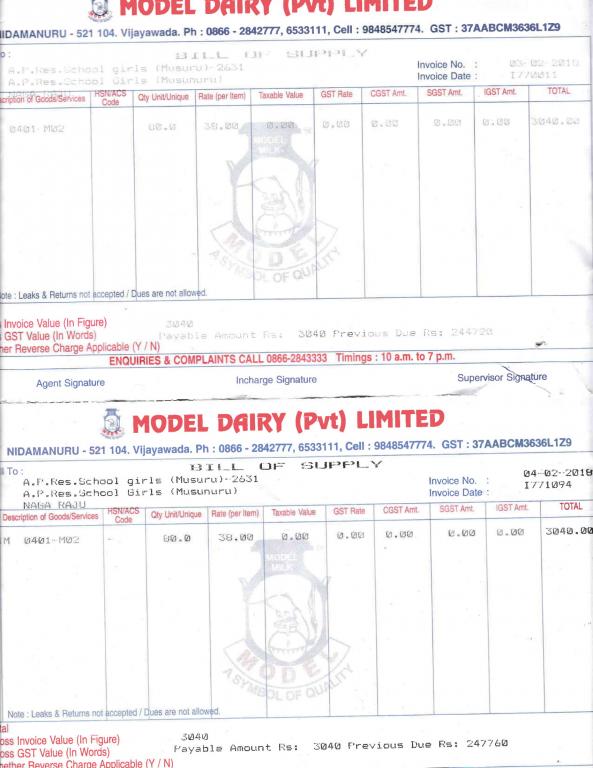 MODEL DAIRY (Pvt) LIMITED
NIDAMANURU - 521 104. Vijayawada. Ph : 0866 - 2842777, 6533111, Cell : 9848547774. GST : 37AABCM3636L1Z9
o :
BILL OF SUPPLY
A.P.Res.School girls (Musuru)-2631
A.P.Res.School Girls (Musunuru)
Invoice No. : 03-02-2018
Invoice Date : I770011
scription of Goods/Services HSN/ACS Code Qty Unit/Unique Rate (per Item) Taxable Value GST Rate CGST Amt. SGST Amt. IGST Amt. TOTAL
0401-M02 80.0 38.00 0.00 0.00 0.00 0.00 0.00 3040.00
MODEL MILK
MODEL
A SYMBOL OF QUALITY
ote : Leaks & Returns not accepted / Dues are not allowed.
Invoice Value (In Figure) 3040
GST Value (In Words) Payable Amount Rs: 3040 Previous Due Rs: 244720
her Reverse Charge Applicable (Y / N)
ENQUIRIES & COMPLAINTS CALL 0866-2843333 Timings : 10 a.m. to 7 p.m.
Agent Signature Incharge Signature Supervisor Signature
MODEL DAIRY (Pvt) LIMITED
NIDAMANURU - 521 104. Vijayawada. Ph : 0866 - 2842777, 6533111, Cell : 9848547774. GST : 37AABCM3636L1Z9
l To :
BILL OF SUPPLY
A.P.Res.School girls (Musuru)-2631
A.P.Res.School Girls (Musunuru)
NAGA RAJU
Invoice No. : 04-02-2018
Invoice Date : I771094
Description of Goods/Services HSN/ACS Code Qty Unit/Unique Rate (per Item) Taxable Value GST Rate CGST Amt. SGST Amt. IGST Amt. TOTAL
M 0401-M02 - 80.0 38.00 0.00 0.00 0.00 0.00 0.00 3040.00
MODEL MILK
MODEL
A SYMBOL OF QUALITY
Note : Leaks & Returns not accepted / Dues are not allowed.
tal
oss Invoice Value (In Figure) 3040
oss GST Value (In Words) Payable Amount Rs: 3040 Previous Due Rs: 247760
hether Reverse Charge Applicable (Y / N)